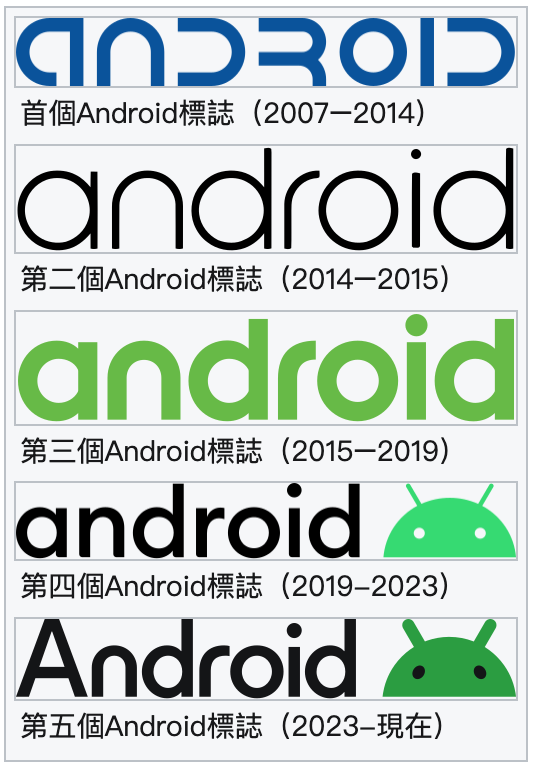 ANDROID
首個Android標誌（2007－2014）
android
第二個Android標誌（2014－2015）
android
第三個Android標誌（2015－2019）
android
第四個Android標誌（2019–2023）
Android
第五個Android標誌（2023–現在）